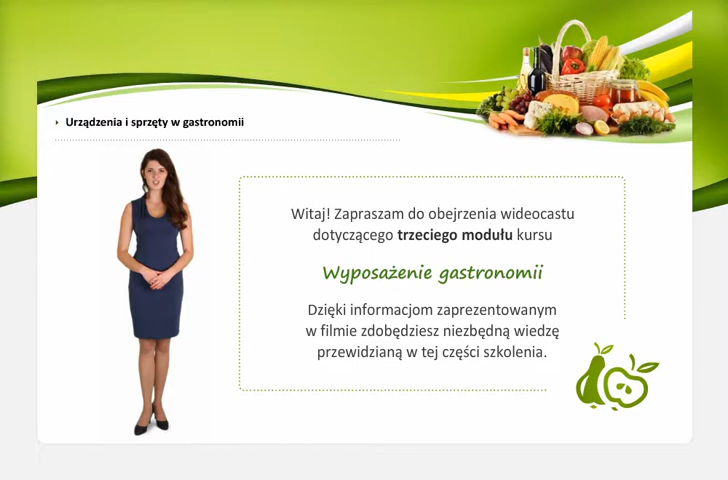 Urządzenia i sprzęty w gastronomii
Witaj! Zapraszam do obejrzenia wideocastu
dotyczącego trzeciego modułu kursu
Wyposażenie gastronomii
Dzięki informacjom zaprezentowanym
w filmie zdobędziesz niezbędną wiedzę
przewidzianą w tej części szkolenia.